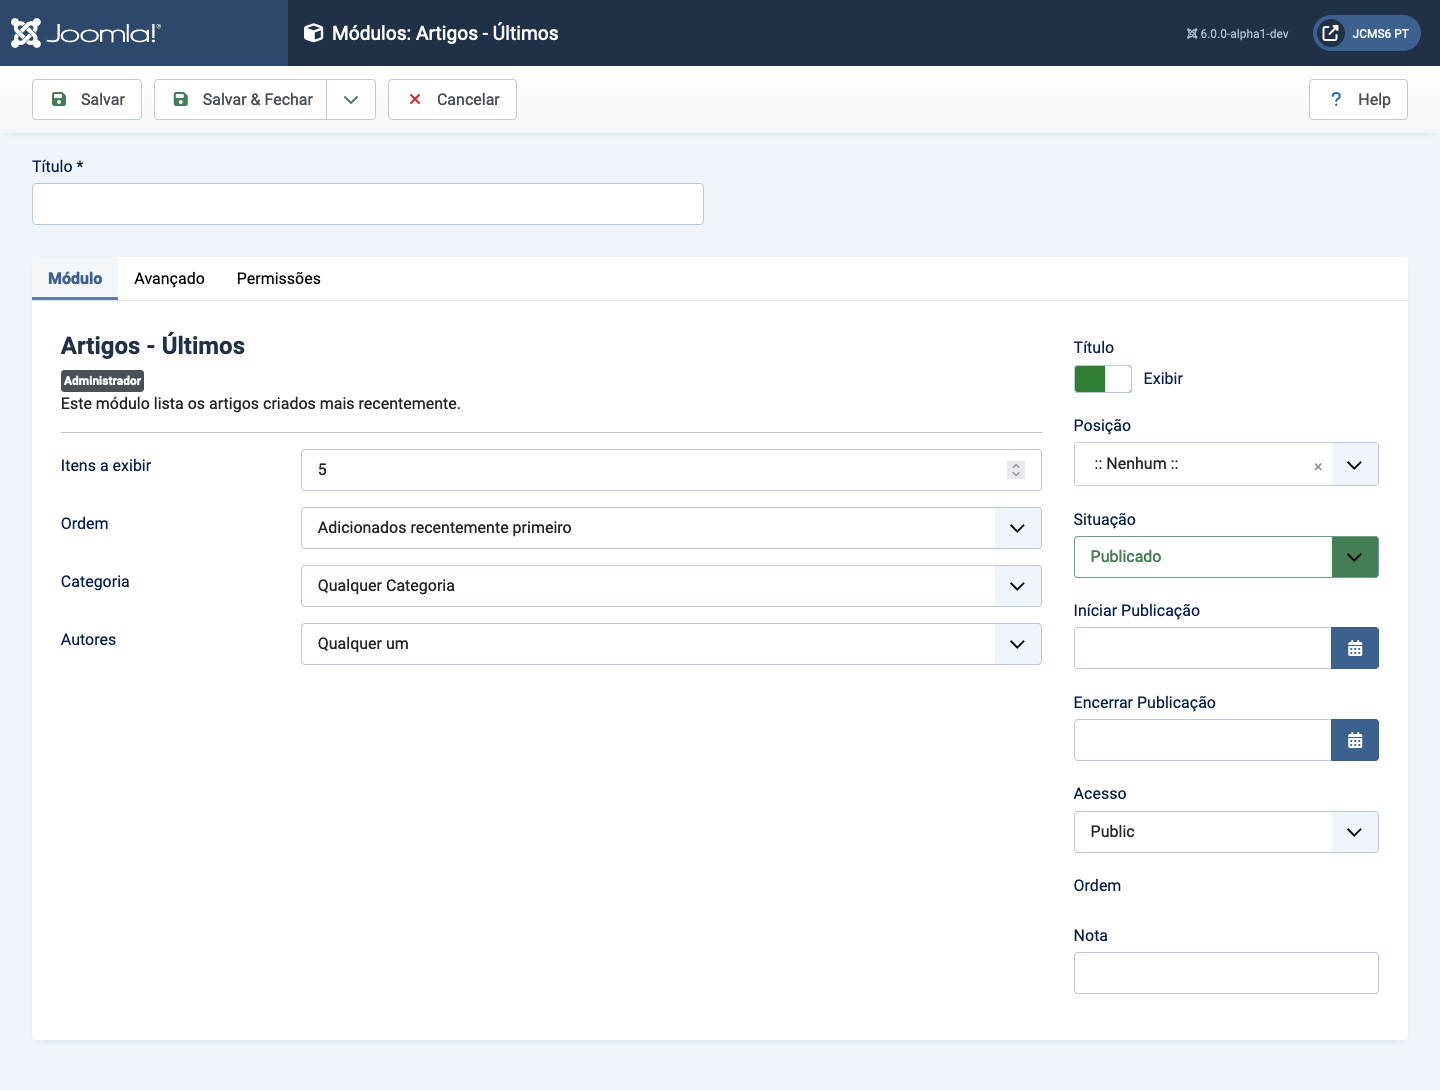 Joomla!®
Módulos: Artigos - Últimos
6.0.0-alpha1-dev
JCMS6 PT
Salvar
Salvar & Fechar
Cancelar
? Help
Título *
Módulo
Avançado
Permissões
Artigos - Últimos
Administrador
Este módulo lista os artigos criados mais recentemente.
Itens a exibir
5
Ordem
Adicionados recentemente primeiro
Categoria
Qualquer Categoria
Autores
Qualquer um
Título
Exibir
Posição
:: Nenhum ::
×
Situação
Publicado
Iníciar Publicação
Encerrar Publicação
Acesso
Public
Ordem
Nota